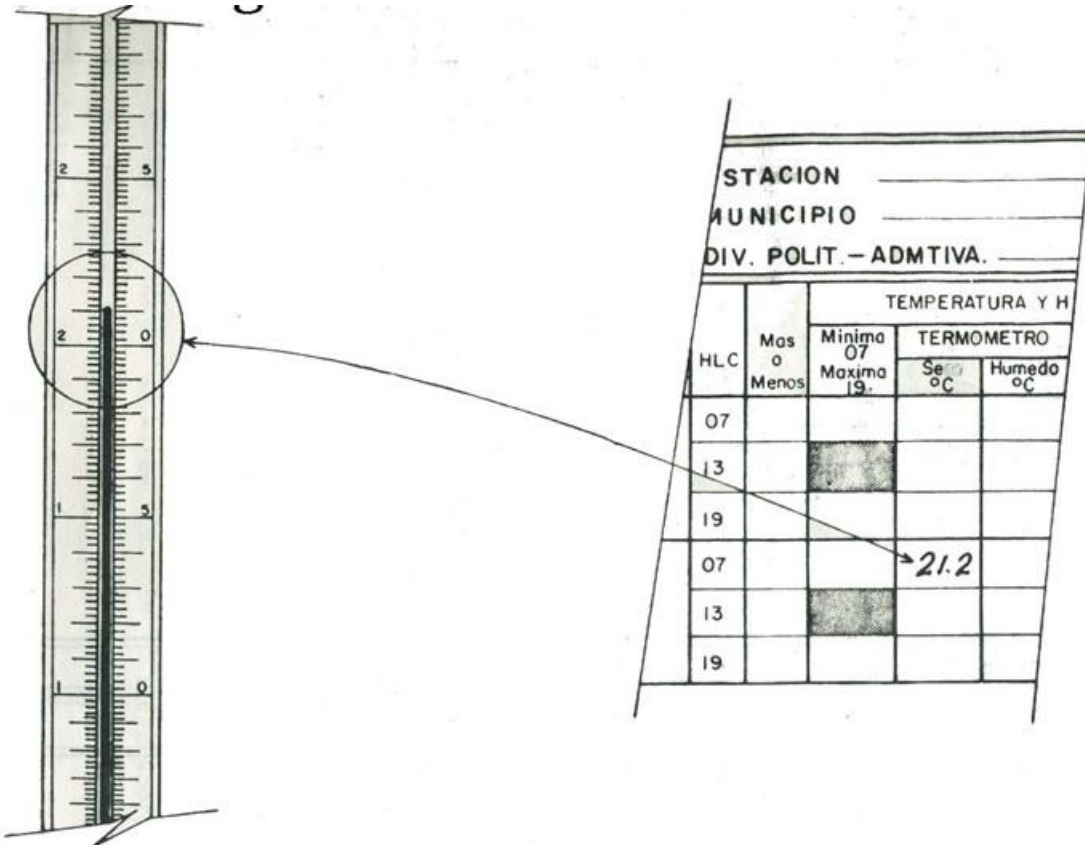 2 5
2 0
1 5
1 0
STACION
MUNICIPIO
DIV. POLIT.-ADMTIVA.
TEMPERATURA Y H
HLC
Mas o Menos
Minima 07 Maxima 19.
TERMOMETRO
Seco °C
Humedo °C
07
13
19
07 21.2
13
19